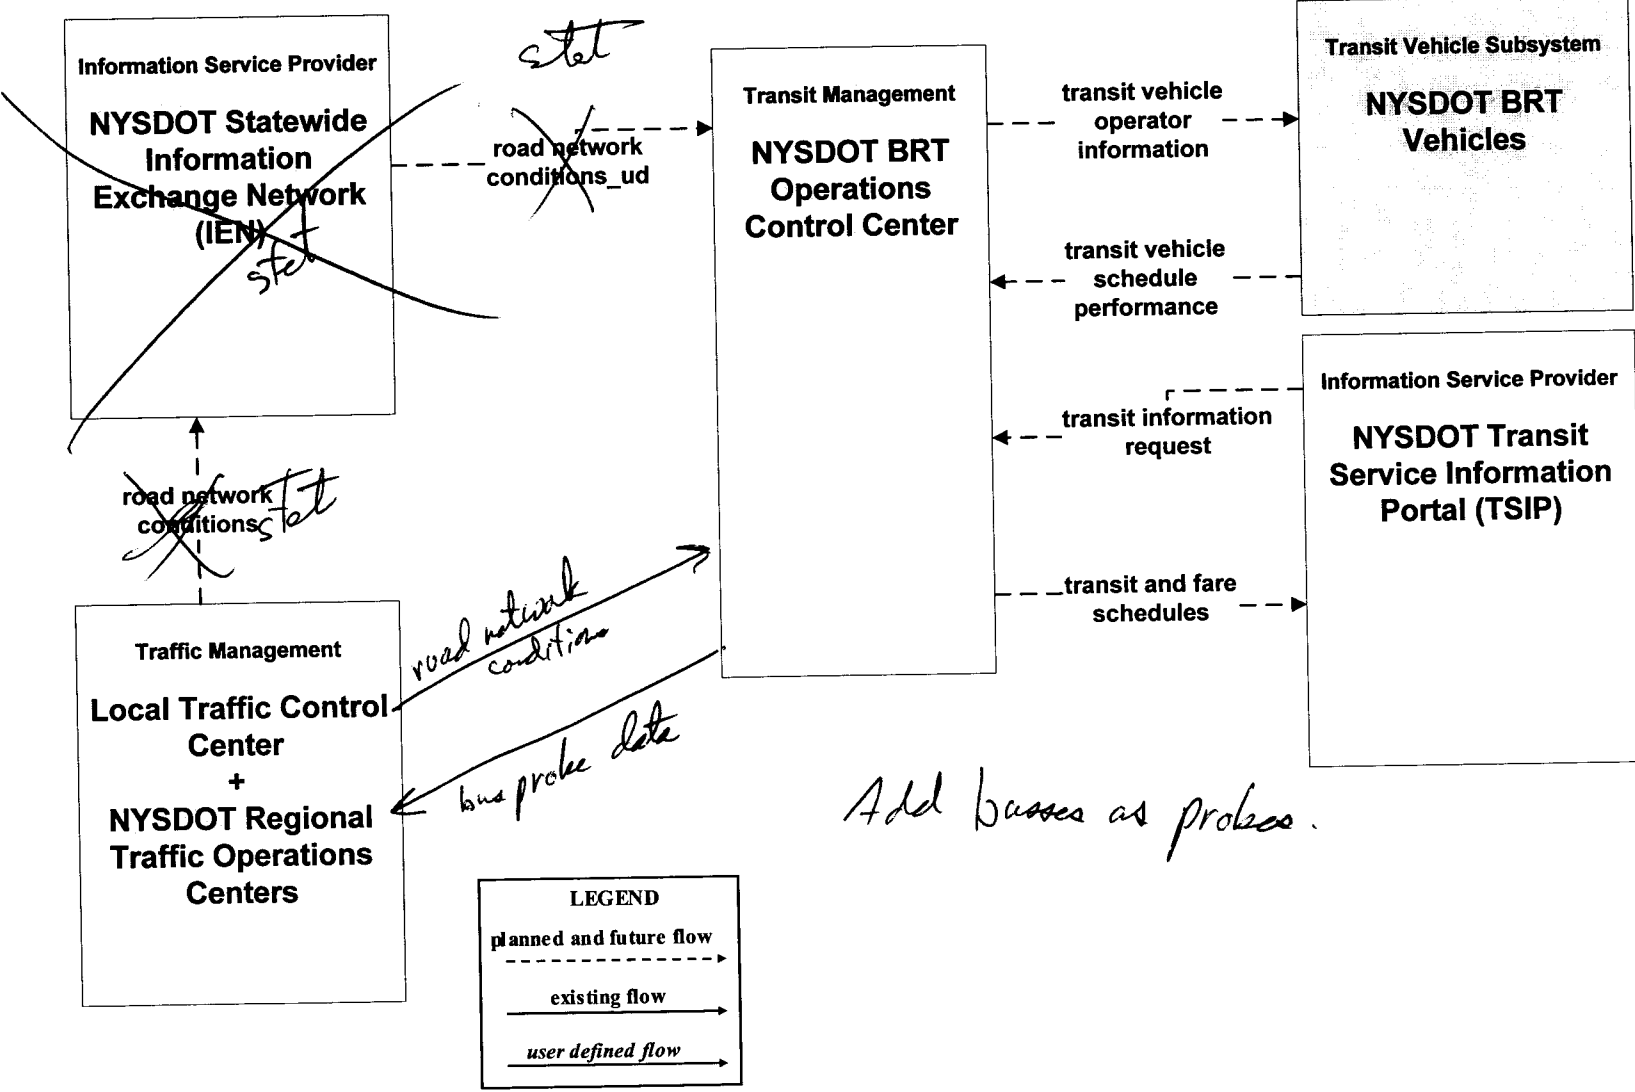 Information Service Provider
NYSDOT Statewide
Information
Exchange Network
(IEN)
stet
stet
road network
conditions_ud
Transit Management
NYSDOT BRT
Operations
Control Center
transit vehicle
operator
information
Transit Vehicle Subsystem
NYSDOT BRT
Vehicles
transit vehicle
schedule
performance
Information Service Provider
NYSDOT Transit
Service Information
Portal (TSIP)
transit information
request
transit and fare
schedules
road network
conditions
stet
Traffic Management
Local Traffic Control
Center
+
NYSDOT Regional
Traffic Operations
Centers
road network
conditions
bus probe data
Add busses as probes.
LEGEND
planned and future flow
existing flow
user defined flow